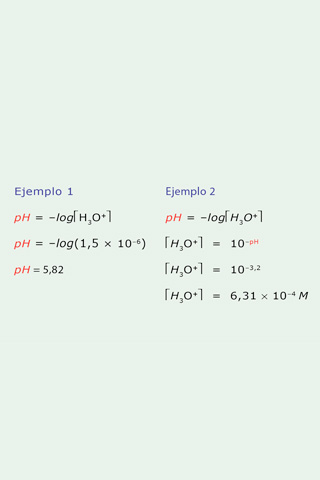 Ejemplo 1
pH = –log⌈H₃O⁺⌉
pH = –log(1,5 × 10⁻⁶)
pH = 5,82
Ejemplo 2
pH = –log⌈H₃O⁺⌉
⌈H₃O⁺⌉ = 10⁻ᵖᴴ
⌈H₃O⁺⌉ = 10⁻³,²
⌈H₃O⁺⌉ = 6,31 × 10⁻⁴ M